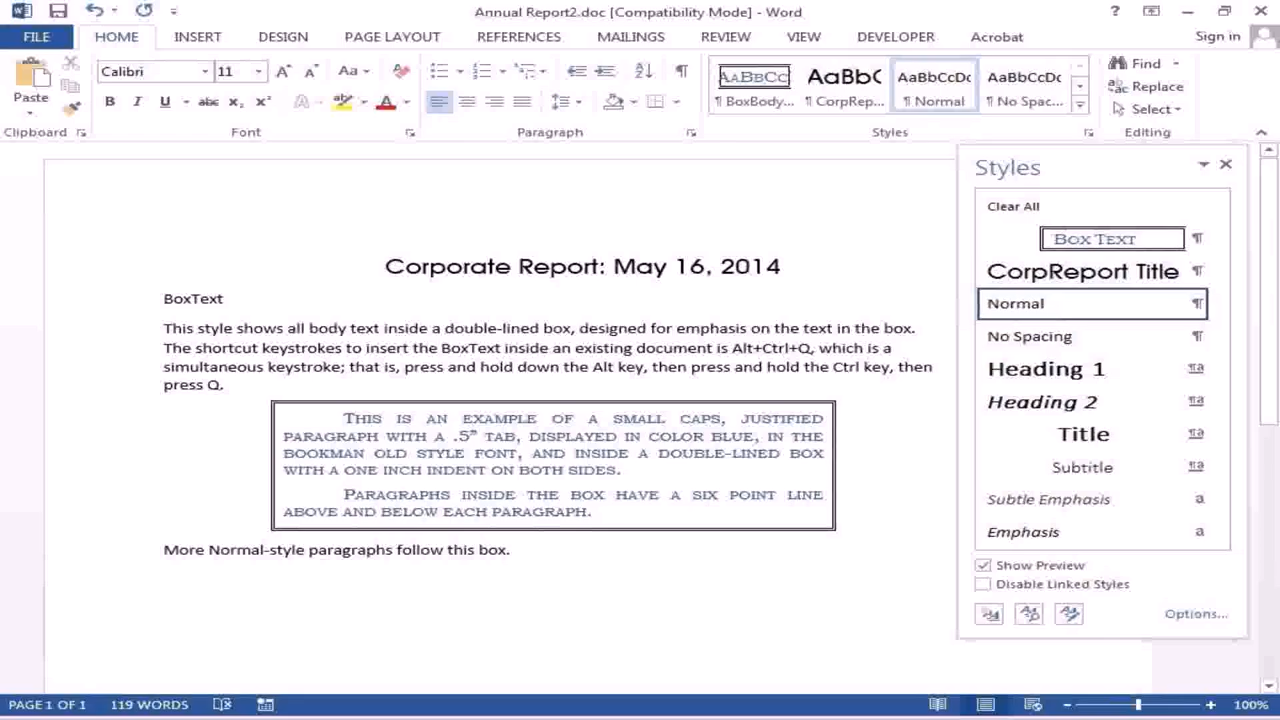 Annual Report2.doc [Compatibility Mode] - Word
FILE HOME INSERT DESIGN PAGE LAYOUT REFERENCES MAILINGS REVIEW VIEW DEVELOPER Acrobat Sign in
Paste
Clipboard
Calibri 11
Aa
B I U abc x₂ x²
Font
Paragraph
AaBbCc AaBbC AaBbCcDc AaBbCcDc
¶ BoxBody... ¶ CorpRep... ¶ Normal ¶ No Spac...
Styles
Find
Replace
Select
Editing
Corporate Report: May 16, 2014
BoxText
This style shows all body text inside a double-lined box, designed for emphasis on the text in the box.
The shortcut keystrokes to insert the BoxText inside an existing document is Alt+Ctrl+Q, which is a
simultaneous keystroke; that is, press and hold down the Alt key, then press and hold the Ctrl key, then
press Q.
This is an example of a small caps, justified
paragraph with a .5” tab, displayed in color blue, in the
Bookman Old Style font, and inside a double-lined box
with a one inch indent on both sides.
Paragraphs inside the box have a six point line
above and below each paragraph.
More Normal-style paragraphs follow this box.
Styles
Clear All
Box Text ¶
CorpReport Title ¶
Normal ¶
No Spacing ¶
Heading 1 ¶a
Heading 2 ¶a
Title ¶a
Subtitle ¶a
Subtle Emphasis a
Emphasis a
Show Preview
Disable Linked Styles
Options...
PAGE 1 OF 1 119 WORDS 100%